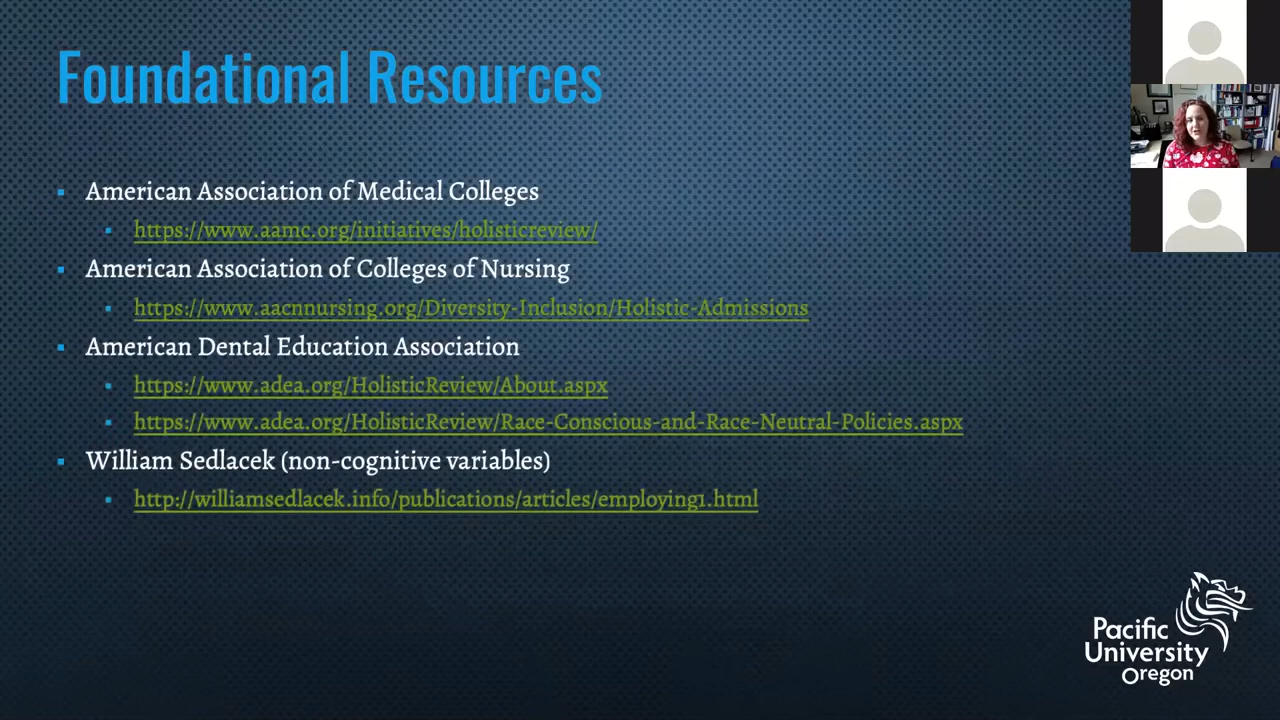 Foundational Resources
American Association of Medical Colleges
https://www.aamc.org/initiatives/holisticreview/
American Association of Colleges of Nursing
https://www.aacnnursing.org/Diversity-Inclusion/Holistic-Admissions
American Dental Education Association
https://www.adea.org/HolisticReview/About.aspx
https://www.adea.org/HolisticReview/Race-Conscious-and-Race-Neutral-Policies.aspx
William Sedlacek (non-cognitive variables)
http://williamsedlacek.info/publications/articles/employing1.html
Pacific
University
Oregon